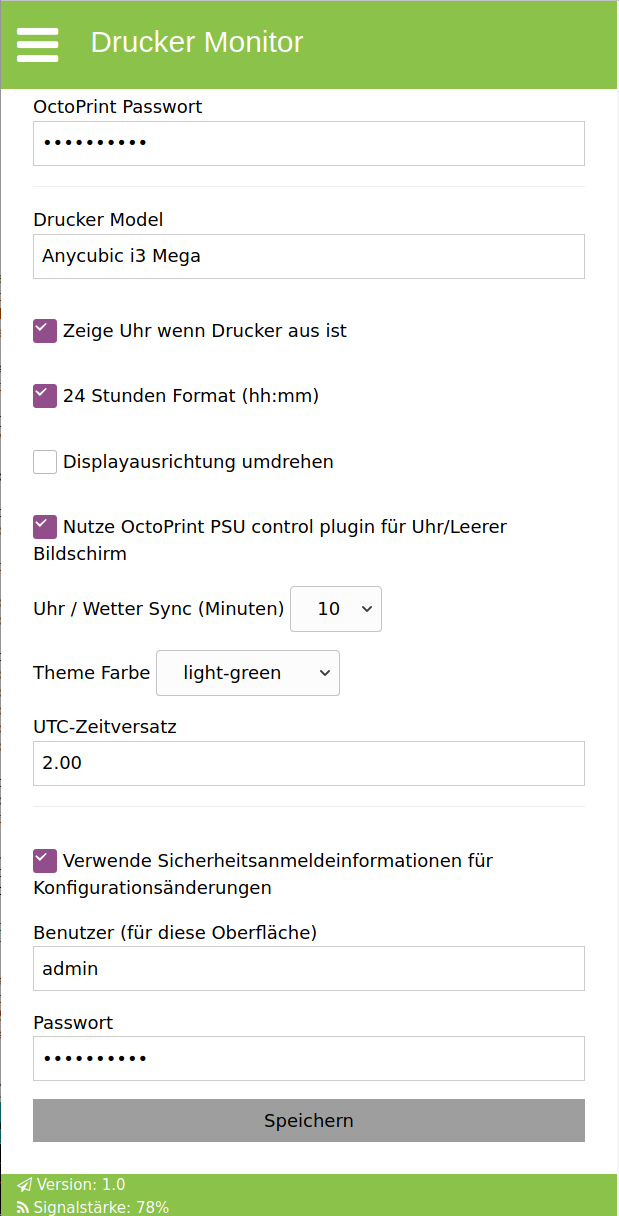 Drucker Monitor
OctoPrint Passwort
••••••••••
Drucker Model
Anycubic i3 Mega
Zeige Uhr wenn Drucker aus ist
24 Stunden Format (hh:mm)
Displayausrichtung umdrehen
Nutze OctoPrint PSU control plugin für Uhr/Leerer
Bildschirm
Uhr / Wetter Sync (Minuten) 10
Theme Farbe light-green
UTC-Zeitversatz
2.00
Verwende Sicherheitsanmeldeinformationen für
Konfigurationsänderungen
Benutzer (für diese Oberfläche)
admin
Passwort
••••••••••
Speichern
Version: 1.0
Signalstärke: 78%